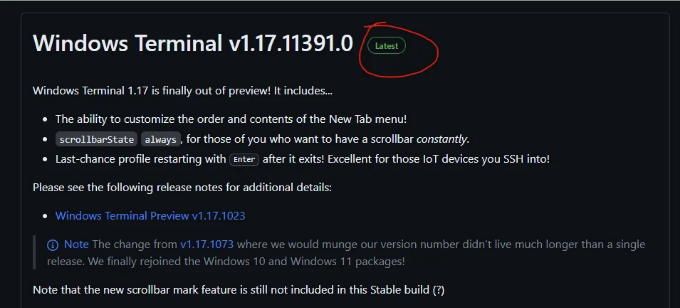 Windows Terminal v1.17.11391.0 Latest
Windows Terminal 1.17 is finally out of preview! It includes...
• The ability to customize the order and contents of the New Tab menu!
• scrollbarState always, for those of you who want to have a scrollbar constantly.
• Last-chance profile restarting with Enter after it exits! Excellent for those IoT devices you SSH into!
Please see the following release notes for additional details:
• Windows Terminal Preview v1.17.1023
Note The change from v1.17.1073 where we would munge our version number didn't live much longer than a single
release. We finally rejoined the Windows 10 and Windows 11 packages!
Note that the new scrollbar mark feature is still not included in this Stable build (?)